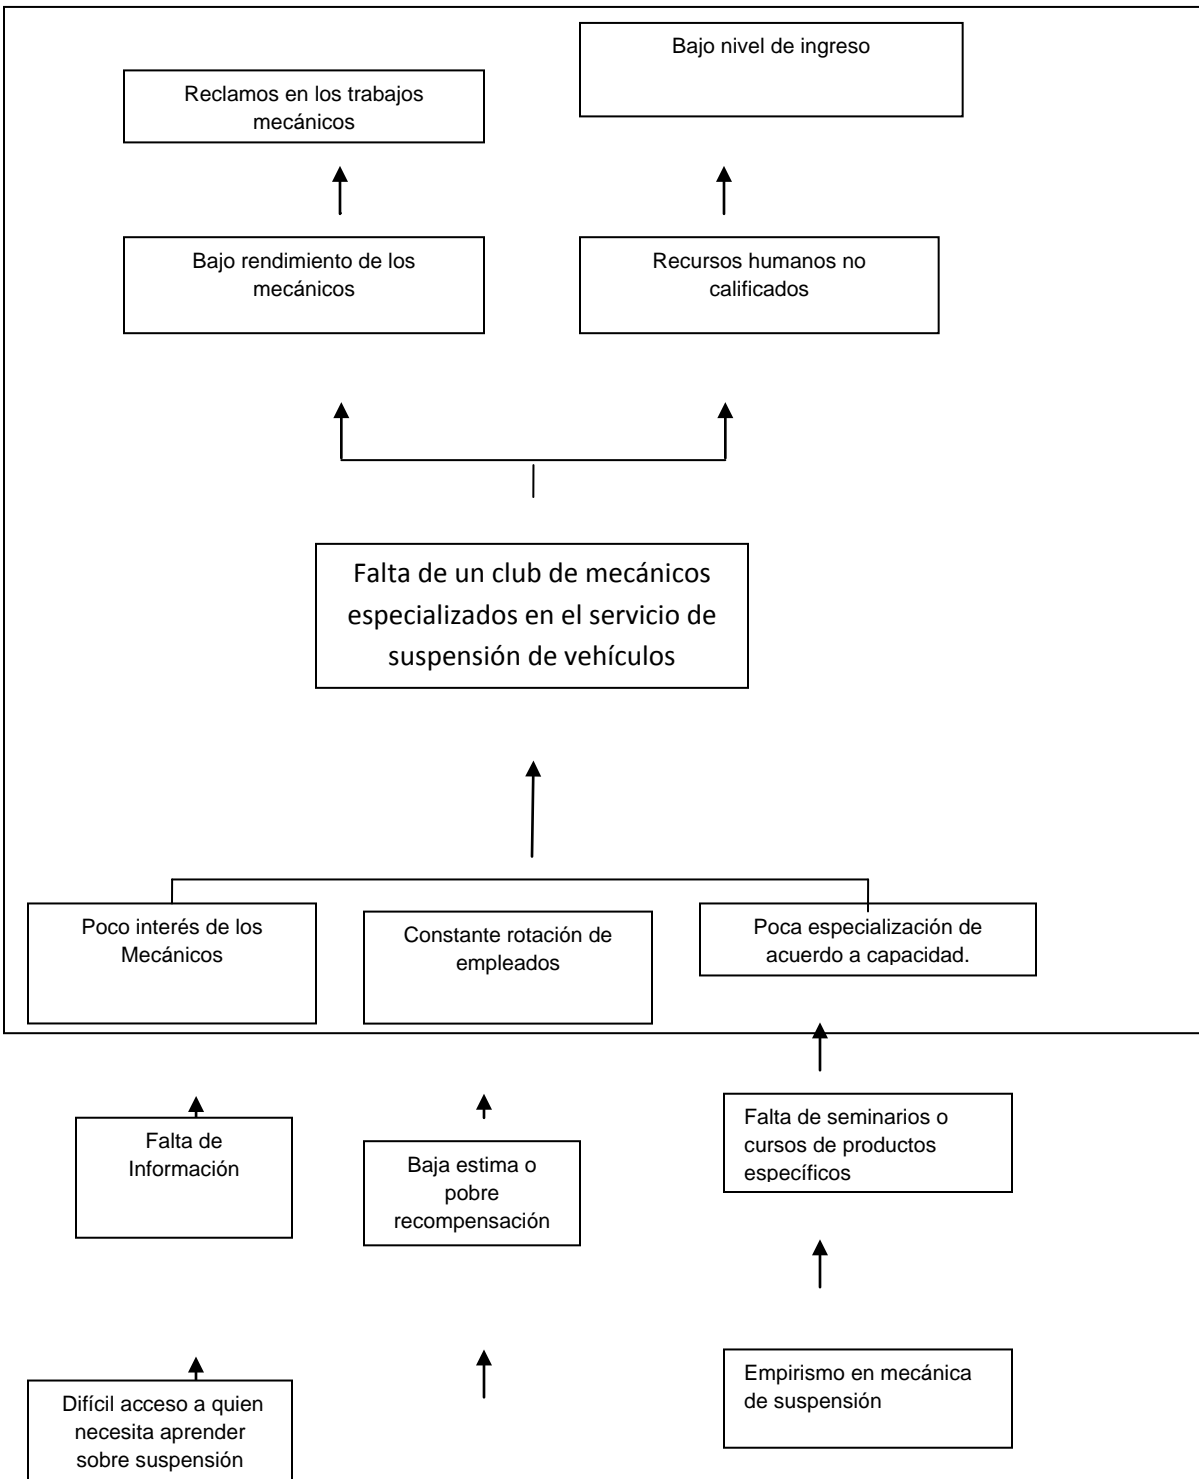 Bajo nivel de ingreso
Reclamos en los trabajos
mecánicos
Bajo rendimiento de los
mecánicos
Recursos humanos no
calificados
Falta de un club de mecánicos
especializados en el servicio de
suspensión de vehículos
Poco interés de los
Mecánicos
Constante rotación de
empleados
Poca especialización de
acuerdo a capacidad.
Falta de
Información
Baja estima o
pobre
recompensación
Falta de seminarios o
cursos de productos
específicos
Difícil acceso a quien
necesita aprender
sobre suspensión
Empirismo en mecánica
de suspensión